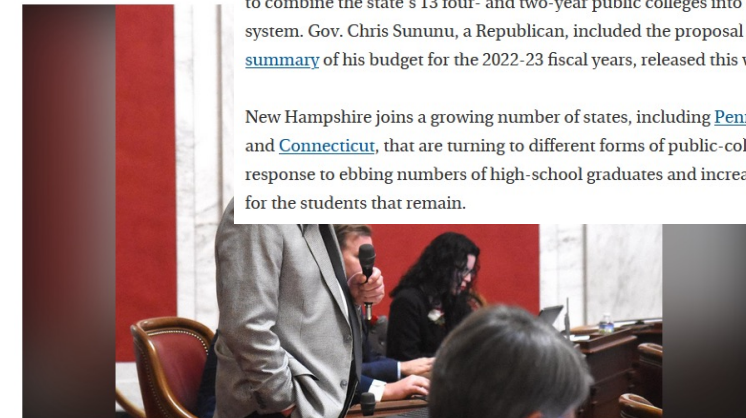 to combine the state's 13 four- and two-year public colleges into
system. Gov. Chris Sununu, a Republican, included the proposal
summary of his budget for the 2022-23 fiscal years, released this
New Hampshire joins a growing number of states, including
and Connecticut, that are turning to different forms of
response to ebbing numbers of high-school graduates and
for the students that remain.